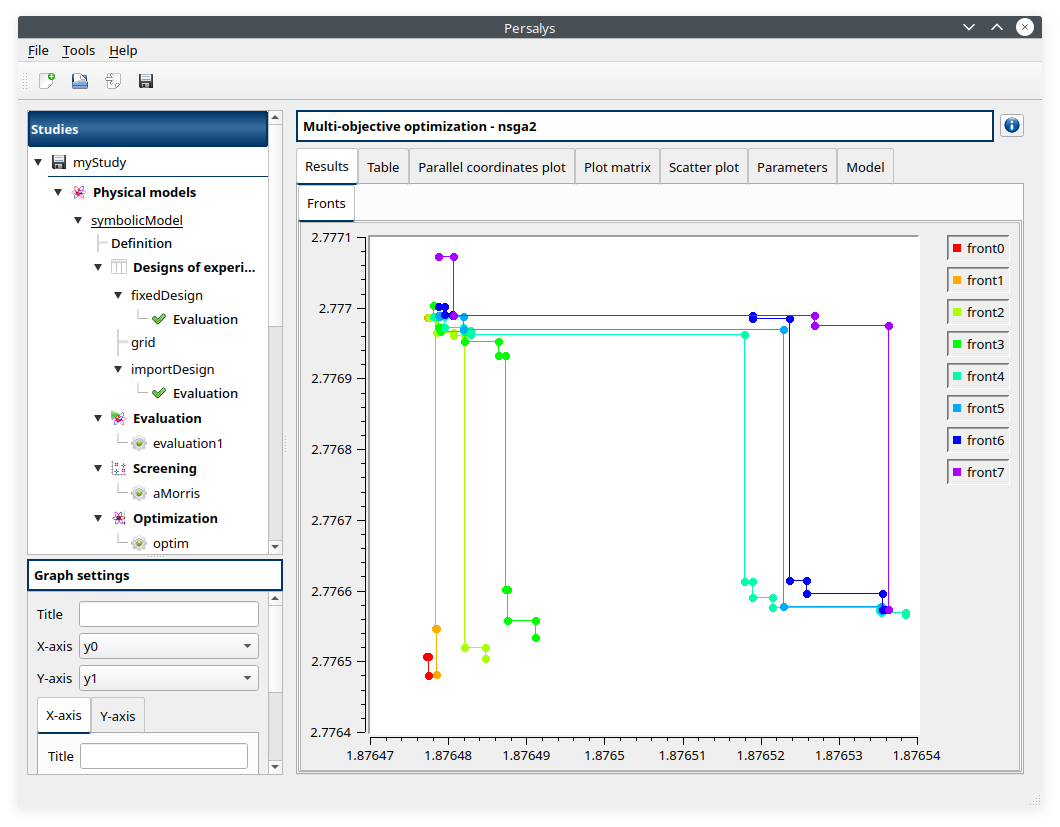 Persalys
File Tools Help
Studies
myStudy
Physical models
symbolicModel
Definition
Designs of experi...
fixedDesign
Evaluation
grid
importDesign
Evaluation
Evaluation
evaluation1
Screening
aMorris
Optimization
optim
Graph settings
Title
X-axis y0
Y-axis y1
X-axis Y-axis
Title
Multi-objective optimization - nsga2
Results Table Parallel coordinates plot Plot matrix Scatter plot Parameters Model
Fronts
2.7771
2.777
2.7769
2.7768
2.7767
2.7766
2.7765
2.7764
1.87647 1.87648 1.87649 1.8765 1.87651 1.87652 1.87653 1.87654
front0
front1
front2
front3
front4
front5
front6
front7